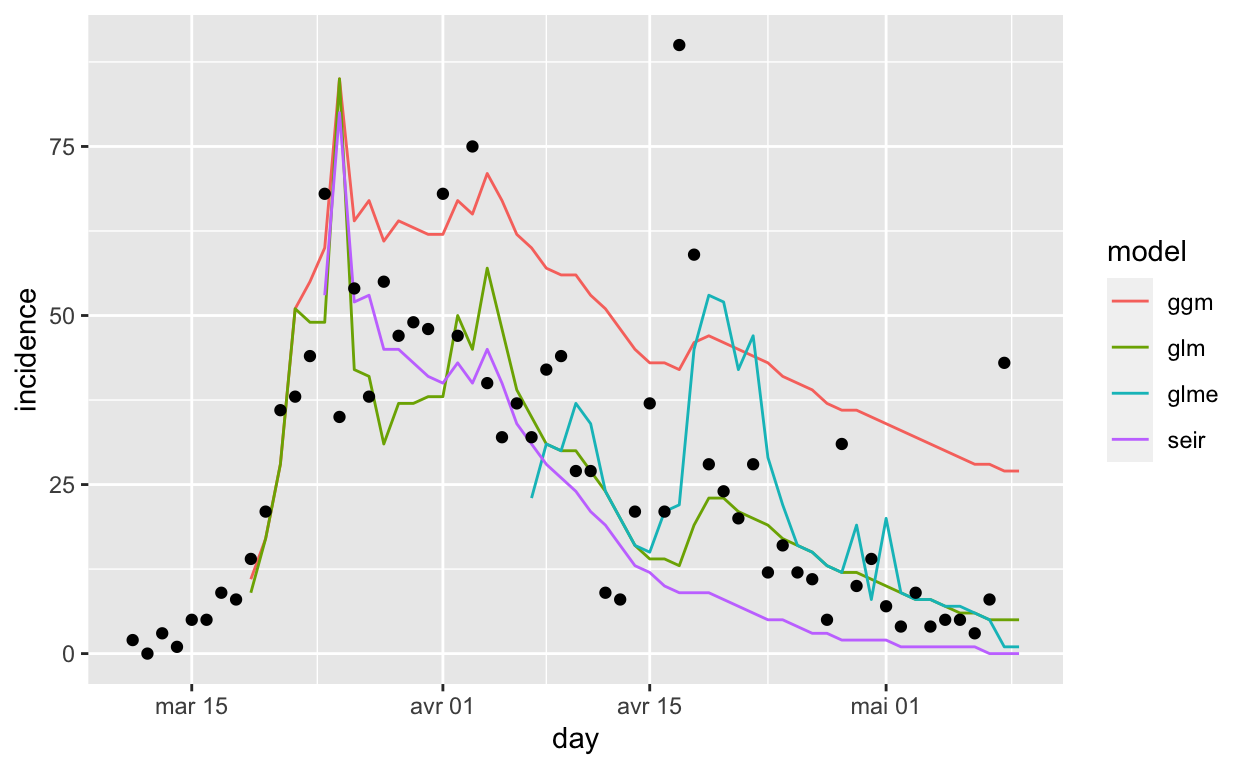 75
50
25
0
incidence
mar 15
avr 01
avr 15
mai 01
day
model
ggm
glm
glme
seir